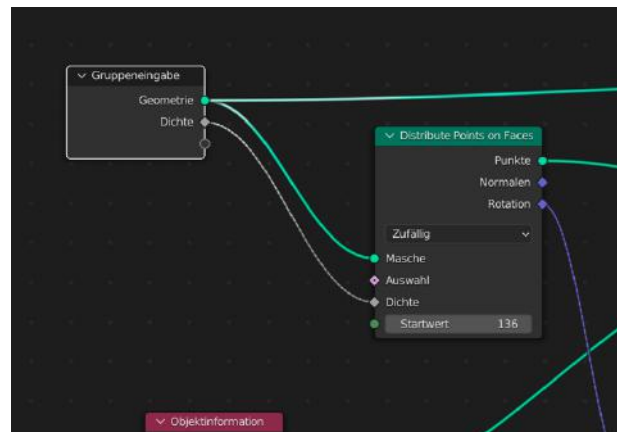 Gruppeneingabe
Geometrie
Dichte
Distribute Points on Faces
Punkte
Normalen
Rotation
Zufällig
Masche
Auswahl
Dichte
Startwert 136
Objektinformation